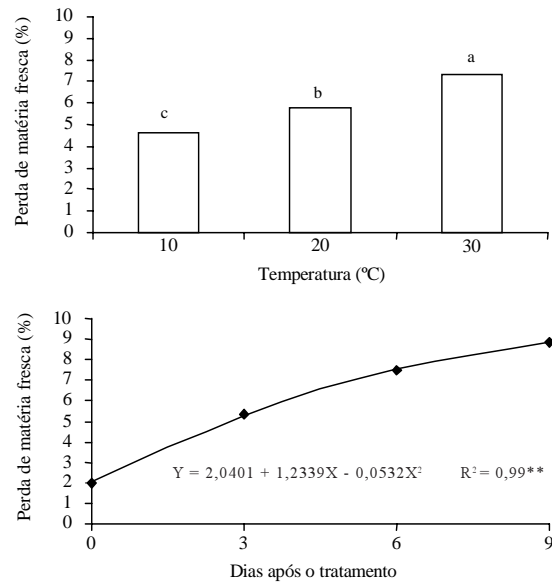 Perda de matéria fresca (%)
10
9
8
7
6
5
4
3
2
1
0
c
b
a
10 20 30
Temperatura (ºC)
Perda de matéria fresca (%)
10
9
8
7
6
5
4
3
2
1
0
Y = 2,0401 + 1,2339X - 0,0532X² R² = 0,99**
0 3 6 9
Dias após o tratamento